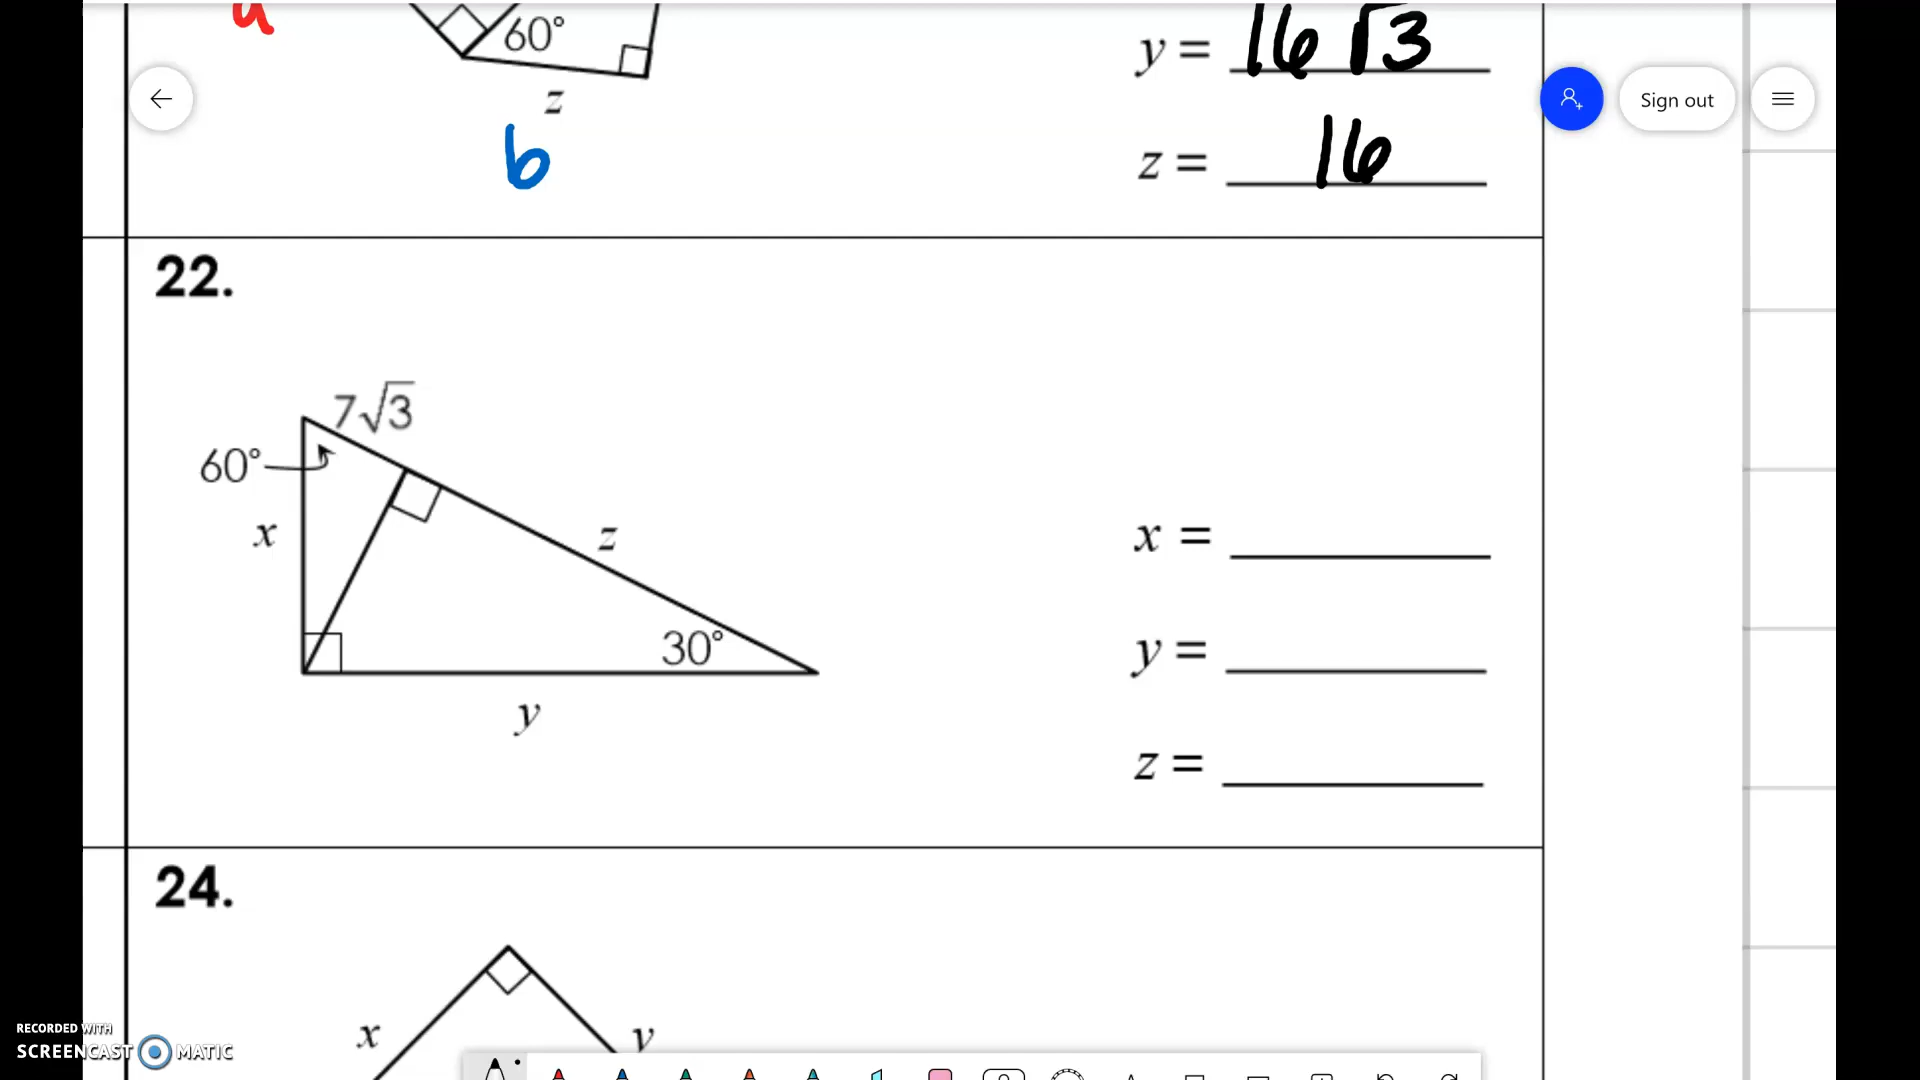 a
60°
z
b
y = 16√3
z = 16
Sign out
22.
7√3
60°
x
z
30°
y
x =
y =
z =
24.
x
y
RECORDED WITH
SCREENCAST MATIC